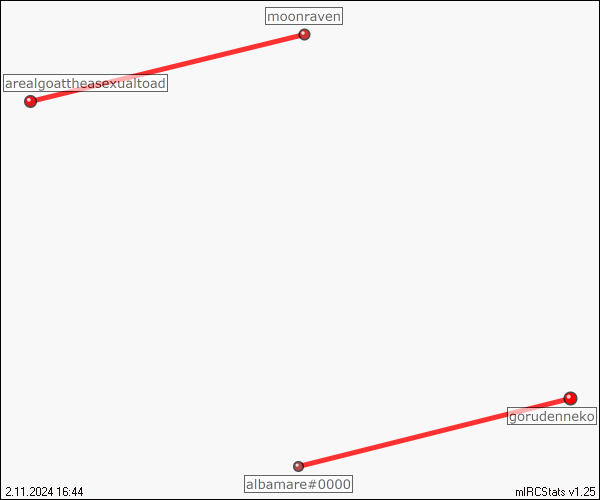 moonraven
arealgoattheasexualtoad
gorudenneko
albamare#0000
2.11.2024 16:44
mIRCStats v1.25